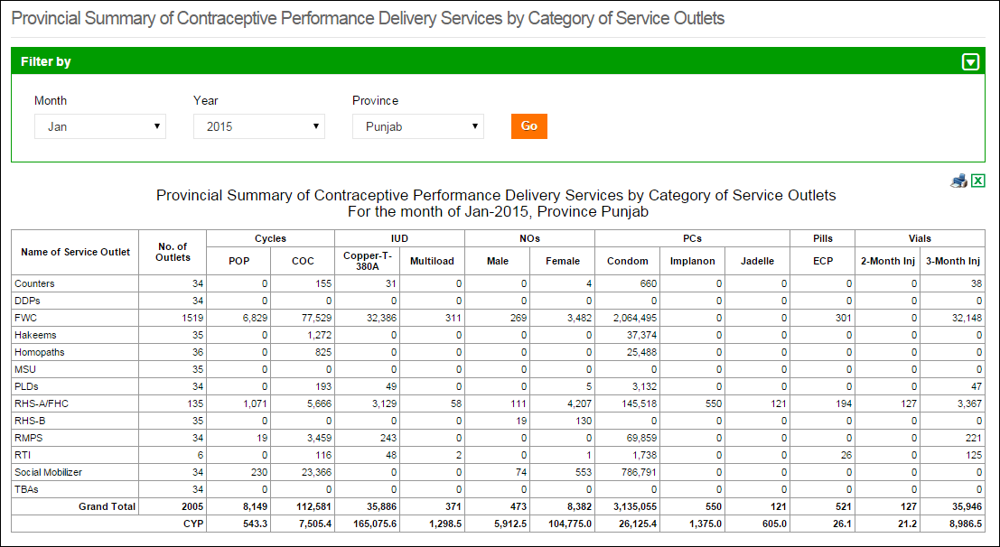 Provincial Summary of Contraceptive Performance Delivery Services by Category of Service Outlets
Filter by
Month Year Province
Jan 2015 Punjab Go
Provincial Summary of Contraceptive Performance Delivery Services by Category of Service Outlets
For the month of Jan-2015, Province Punjab
Name of Service Outlet No. of Outlets Cycles IUD NOs PCs Pills Vials
POP COC Copper-T-380A Multiload Male Female Condom Implanon Jadelle ECP 2-Month Inj 3-Month Inj
Counters 34 0 155 31 0 0 4 660 0 0 0 0 38
DDPs 34 0 0 0 0 0 0 0 0 0 0 0 0
FWC 1519 6,829 77,529 32,386 311 269 3,482 2,064,495 0 0 301 0 32,148
Hakeems 35 0 1,272 0 0 0 0 37,374 0 0 0 0 0
Homopaths 36 0 825 0 0 0 0 25,488 0 0 0 0 0
MSU 35 0 0 0 0 0 0 0 0 0 0 0 0
PLDs 34 0 193 49 0 0 5 3,132 0 0 0 0 47
RHS-A/FHC 135 1,071 5,666 3,129 58 111 4,207 145,518 550 121 194 127 3,367
RHS-B 35 0 0 0 0 19 130 0 0 0 0 0 0
RMPS 34 19 3,459 243 0 0 0 69,859 0 0 0 0 221
RTI 6 0 116 48 2 0 1 1,738 0 0 26 0 125
Social Mobilizer 34 230 23,366 0 0 74 553 786,791 0 0 0 0 0
TBAs 34 0 0 0 0 0 0 0 0 0 0 0 0
Grand Total 2005 8,149 112,581 35,886 371 473 8,382 3,135,055 550 121 521 127 35,946
CYP 543.3 7,505.4 165,075.6 1,298.5 5,912.5 104,775.0 26,125.4 1,375.0 605.0 26.1 21.2 8,986.5